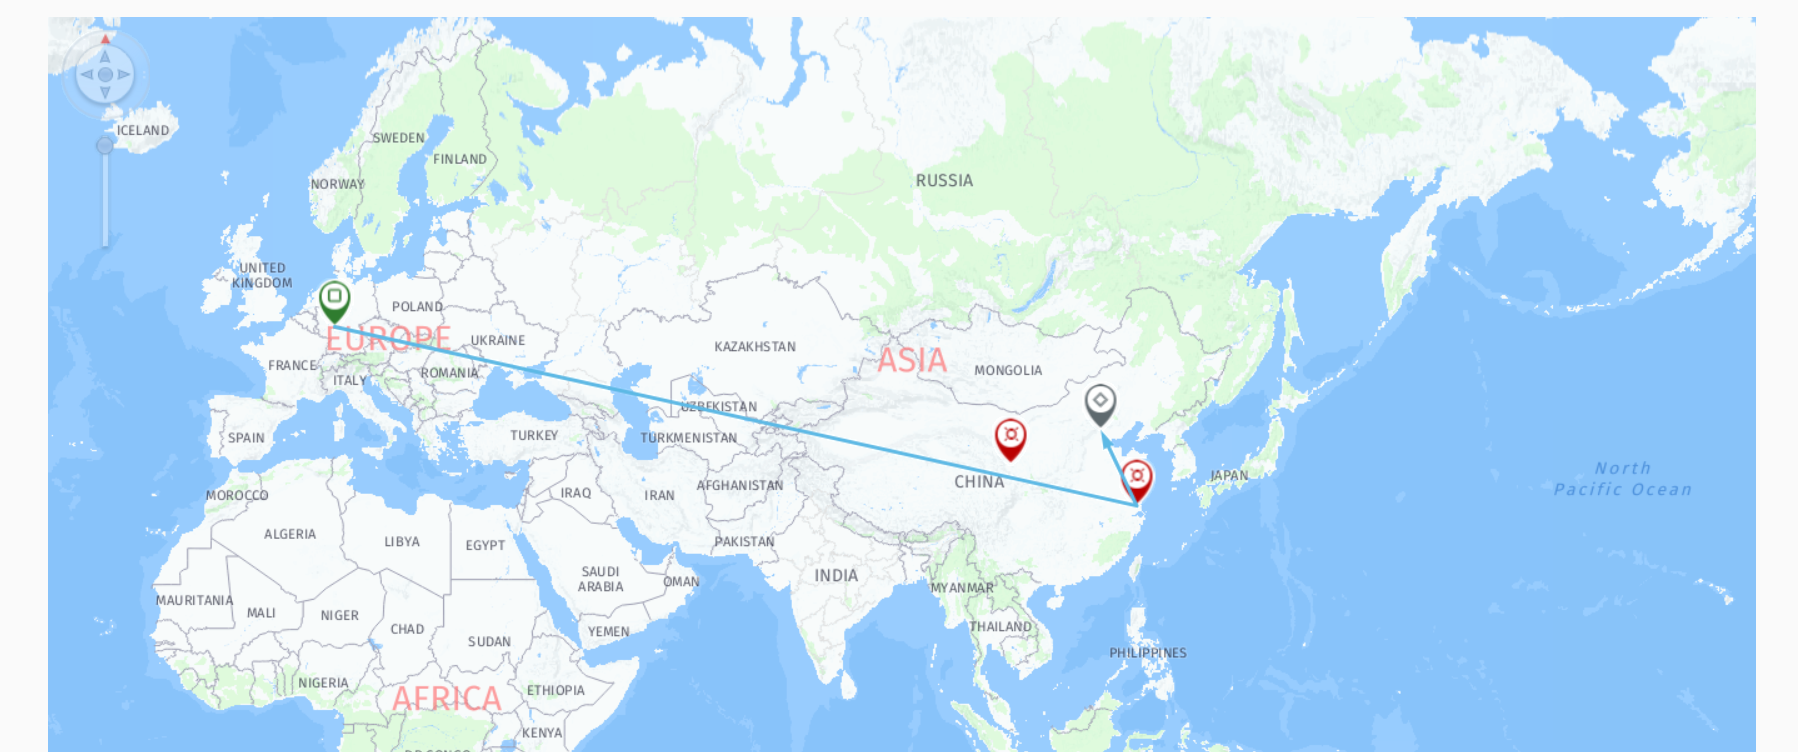 ICELAND
SWEDEN
FINLAND
NORWAY
RUSSIA
UNITED
KINGDOM
POLAND
EUROPE
UKRAINE
KAZAKHSTAN
ASIA
MONGOLIA
FRANCE
ITALY
ROMANIA
UZBEKISTAN
SPAIN
TURKEY
TURKMENISTAN
CHINA
JAPAN
North
Pacific Ocean
MOROCCO
IRAQ
IRAN
AFGHANISTAN
ALGERIA
LIBYA
EGYPT
PAKISTAN
SAUDI
ARABIA
OMAN
INDIA
MYANMAR
MAURITANIA
MALI
NIGER
CHAD
SUDAN
YEMEN
THAILAND
PHILIPPINES
NIGERIA
AFRICA
ETHIOPIA
KENYA